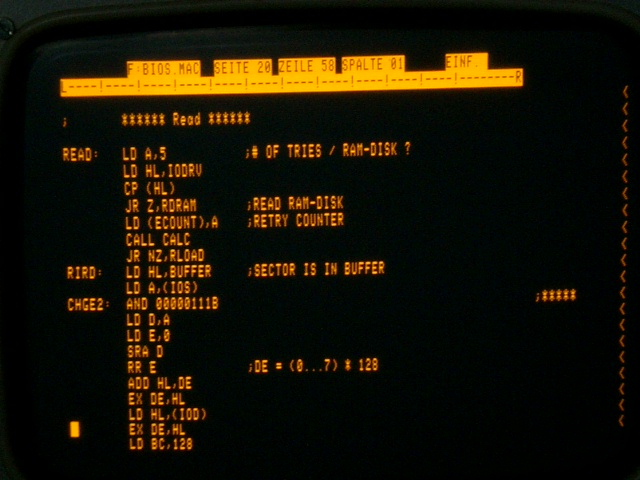 F:BIOS.MAC SEITE 20 ZEILE 58 SPALTE 01 EINF.
L----|----|----|----|----|----|----|----|----|----|--------R
; ****** Read ******
READ: LD A,5 ;# OF TRIES / RAM-DISK ?
LD HL,IODRV
CP (HL)
JR Z,RDRAM ;READ RAM-DISK
LD (ECOUNT),A ;RETRY COUNTER
CALL CALC
JR NZ,RLOAD
RIRD: LD HL,BUFFER ;SECTOR IS IN BUFFER
LD A,(IOS)
CHGE2: AND 00000111B ;*****
LD D,A
LD E,0
SRA D
RR E ;DE = (0...7) * 128
ADD HL,DE
EX DE,HL
LD HL,(IOD)
EX DE,HL
LD BC,128